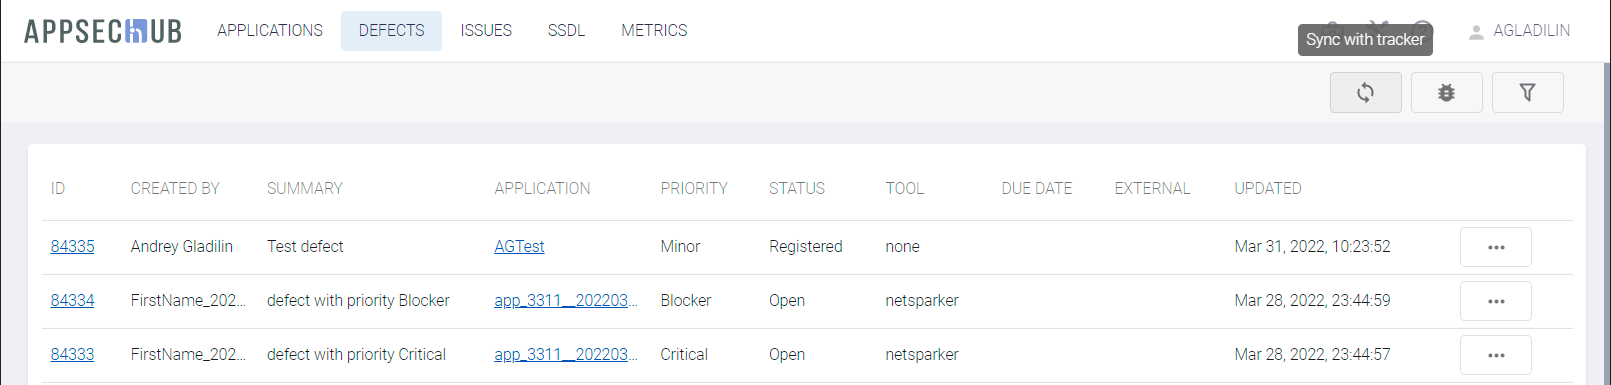 APPSECHUB APPLICATIONS DEFECTS ISSUES SSDL METRICS Sync with tracker AGLADILIN
ID CREATED BY SUMMARY APPLICATION PRIORITY STATUS TOOL DUE DATE EXTERNAL UPDATED
84335 Andrey Gladilin Test defect AGTest Minor Registered none Mar 31, 2022, 10:23:52 ...
84334 FirstName_202... defect with priority Blocker app_3311__202203... Blocker Open netsparker Mar 28, 2022, 23:44:59 ...
84333 FirstName_202... defect with priority Critical app_3311__202203... Critical Open netsparker Mar 28, 2022, 23:44:57 ...